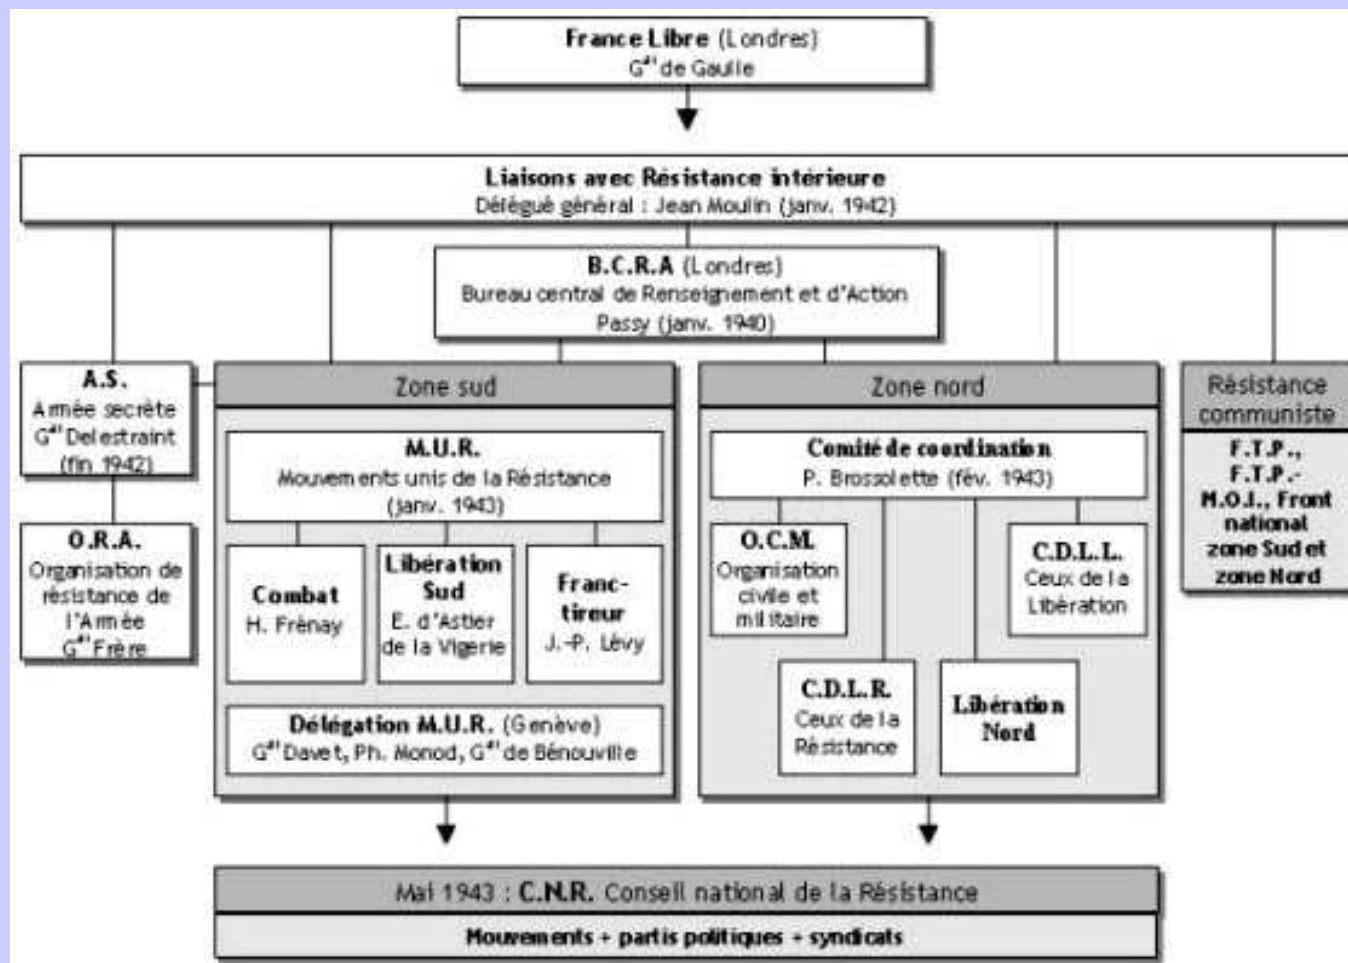 France Libre (Londres)
Gᵃˡ de Gaulle
Liaisons avec Résistance intérieure
Délégué général : Jean Moulin (janv. 1942)
B.C.R.A (Londres)
Bureau central de Renseignement et d'Action
Passy (janv. 1940)
A.S.
Armée secrète
Gᵃˡ Delestraint
(fin 1942)
O.R.A.
Organisation de
résistance de
l'Armée
Gᵃˡ Frère
Zone sud
M.U.R.
Mouvements unis de la Résistance
(janv. 1943)
Combat
H. Frénay
Libération
Sud
E. d'Astier
de la Vigerie
Franc-
tireur
J.-P. Lévy
Délégation M.U.R. (Genève)
Gᵃˡ Davet, Ph. Monod, Gᵃˡ de Bénouville
Zone nord
Comité de coordination
P. Brossolette (fév. 1943)
O.C.M.
Organisation
civile et
militaire
C.D.L.R.
Ceux de la
Résistance
Libération
Nord
C.D.L.L.
Ceux de la
Libération
Résistance
communiste
F.T.P.,
F.T.P.-
M.O.I., Front
national
zone Sud et
zone Nord
Mai 1943 : C.N.R. Conseil national de la Résistance
Mouvements + partis politiques + syndicats